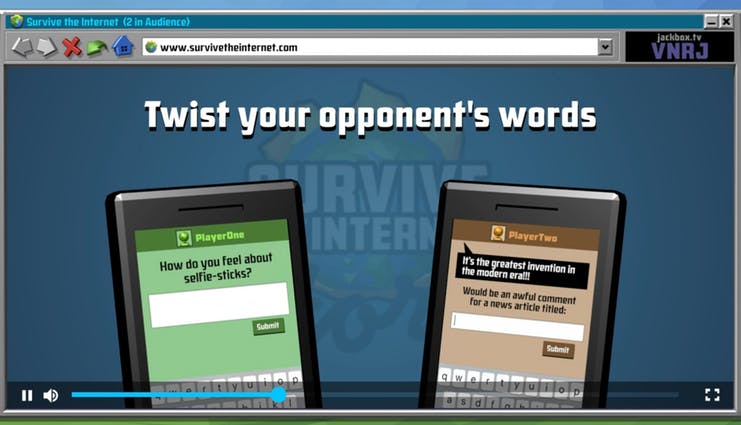 Survive the Internet (2 in Audience)
www.survivetheinternet.com
jackbox.tv
VNRJ
Twist your opponent's words
SURVIVE
INTERN
PlayerOne
How do you feel about
selfie-sticks?
Submit
PlayerTwo
It's the greatest invention in
the modern era!!!
Would be an awful comment
for a news article titled:
Submit
q w e r t y u i o p
q w e r t y u i o p
a s d f g